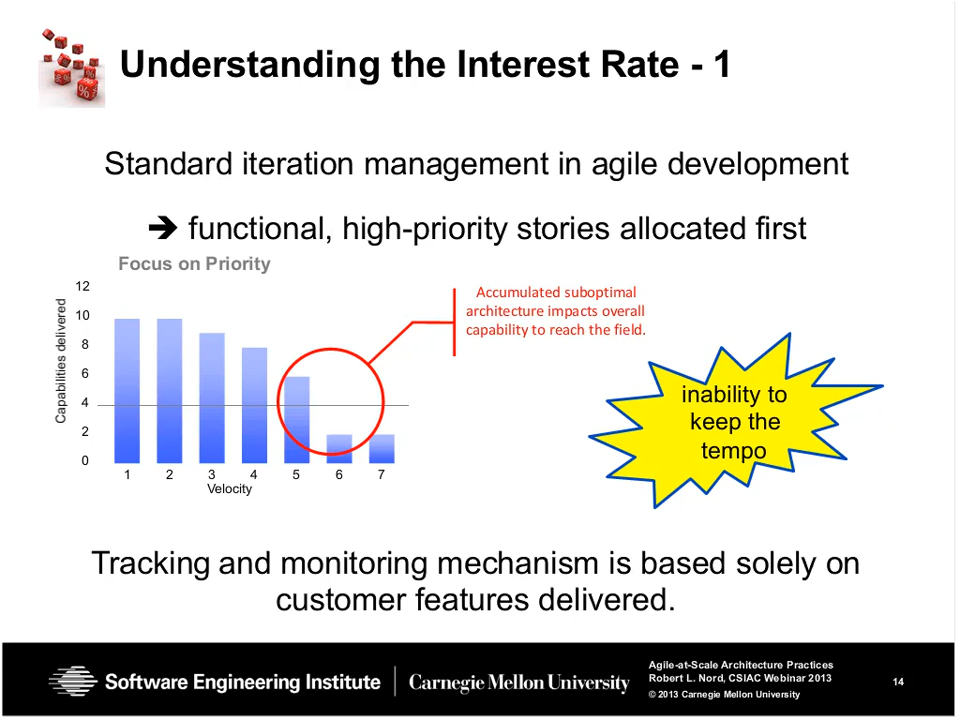 Understanding the Interest Rate - 1
Standard iteration management in agile development
➔ functional, high-priority stories allocated first
Focus on Priority
Capabilities delivered
12
10
8
6
4
2
0
1 2 3 4 5 6 7
Velocity
Accumulated suboptimal
architecture impacts overall
capability to reach the field.
inability to
keep the
tempo
Tracking and monitoring mechanism is based solely on
customer features delivered.
Software Engineering Institute | Carnegie Mellon University
Agile-at-Scale Architecture Practices
Robert L. Nord, CSIAC Webinar 2013
© 2013 Carnegie Mellon University
14